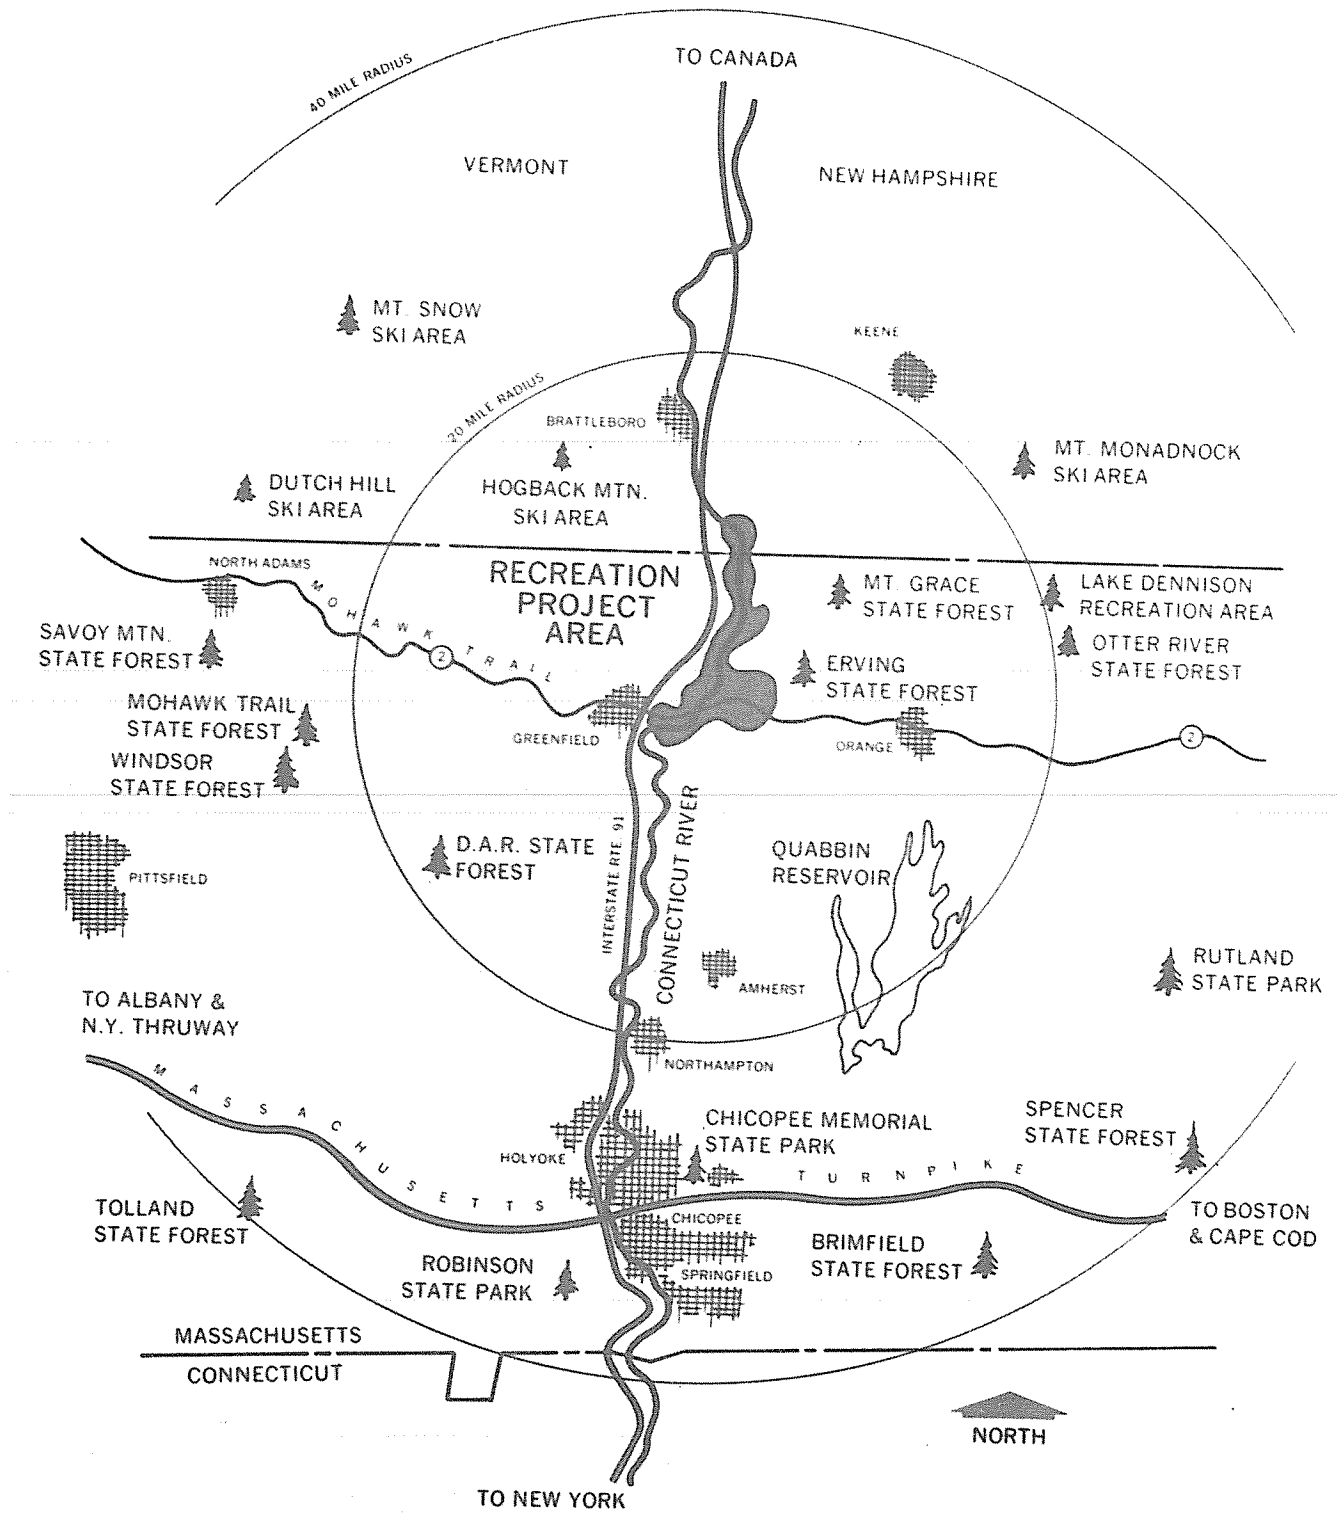 TO CANADA
40 MILE RADIUS
VERMONT
NEW HAMPSHIRE
MT. SNOW
SKI AREA
KEENE
20 MILE RADIUS
BRATTLEBORO
MT. MONADNOCK
SKI AREA
DUTCH HILL
SKI AREA
HOGBACK MTN.
SKI AREA
NORTH ADAMS
MOHAWK TRAIL
2
RECREATION
PROJECT
AREA
MT. GRACE
STATE FOREST
LAKE DENNISON
RECREATION AREA
SAVOY MTN.
STATE FOREST
OTTER RIVER
STATE FOREST
ERVING
STATE FOREST
MOHAWK TRAIL
STATE FOREST
GREENFIELD
ORANGE
2
WINDSOR
STATE FOREST
D.A.R. STATE
FOREST
INTERSTATE RTE. 91
CONNECTICUT RIVER
QUABBIN
RESERVOIR
PITTSFIELD
AMHERST
RUTLAND
STATE PARK
TO ALBANY &
N.Y. THRUWAY
NORTHAMPTON
MASSACHUSETTS TURNPIKE
CHICOPEE MEMORIAL
STATE PARK
SPENCER
STATE FOREST
HOLYOKE
TOLLAND
STATE FOREST
CHICOPEE
TO BOSTON
& CAPE COD
ROBINSON
STATE PARK
SPRINGFIELD
BRIMFIELD
STATE FOREST
MASSACHUSETTS
CONNECTICUT
NORTH
TO NEW YORK